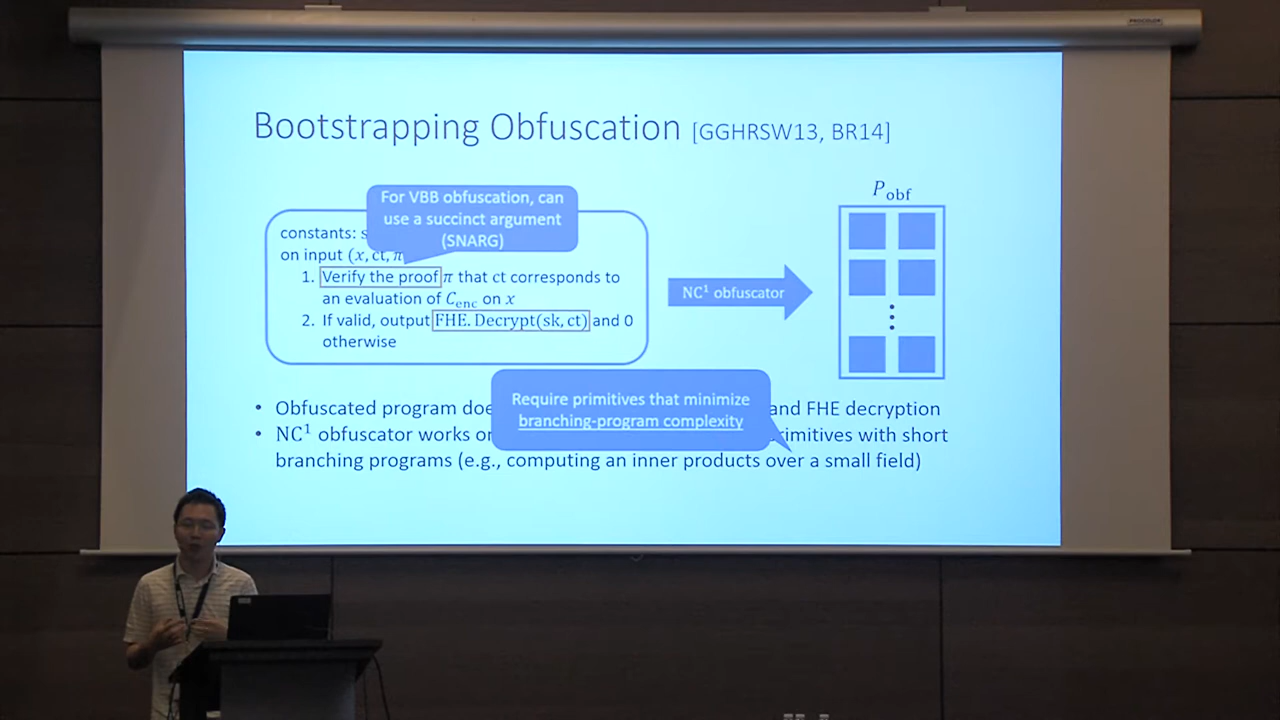 Bootstrapping Obfuscation [GGHRSW13, BR14]
For VBB obfuscation, can
use a succinct argument
(SNARG)
constants: s
on input (x, ct, π
1. Verify the proof π that ct corresponds to
an evaluation of C_enc on x
2. If valid, output FHE. Decrypt(sk, ct) and 0
otherwise
NC¹ obfuscator
P_obf
Require primitives that minimize
branching-program complexity
• Obfuscated program doe and FHE decryption
• NC¹ obfuscator works on rimitives with short
branching programs (e.g., computing an inner products over a small field)